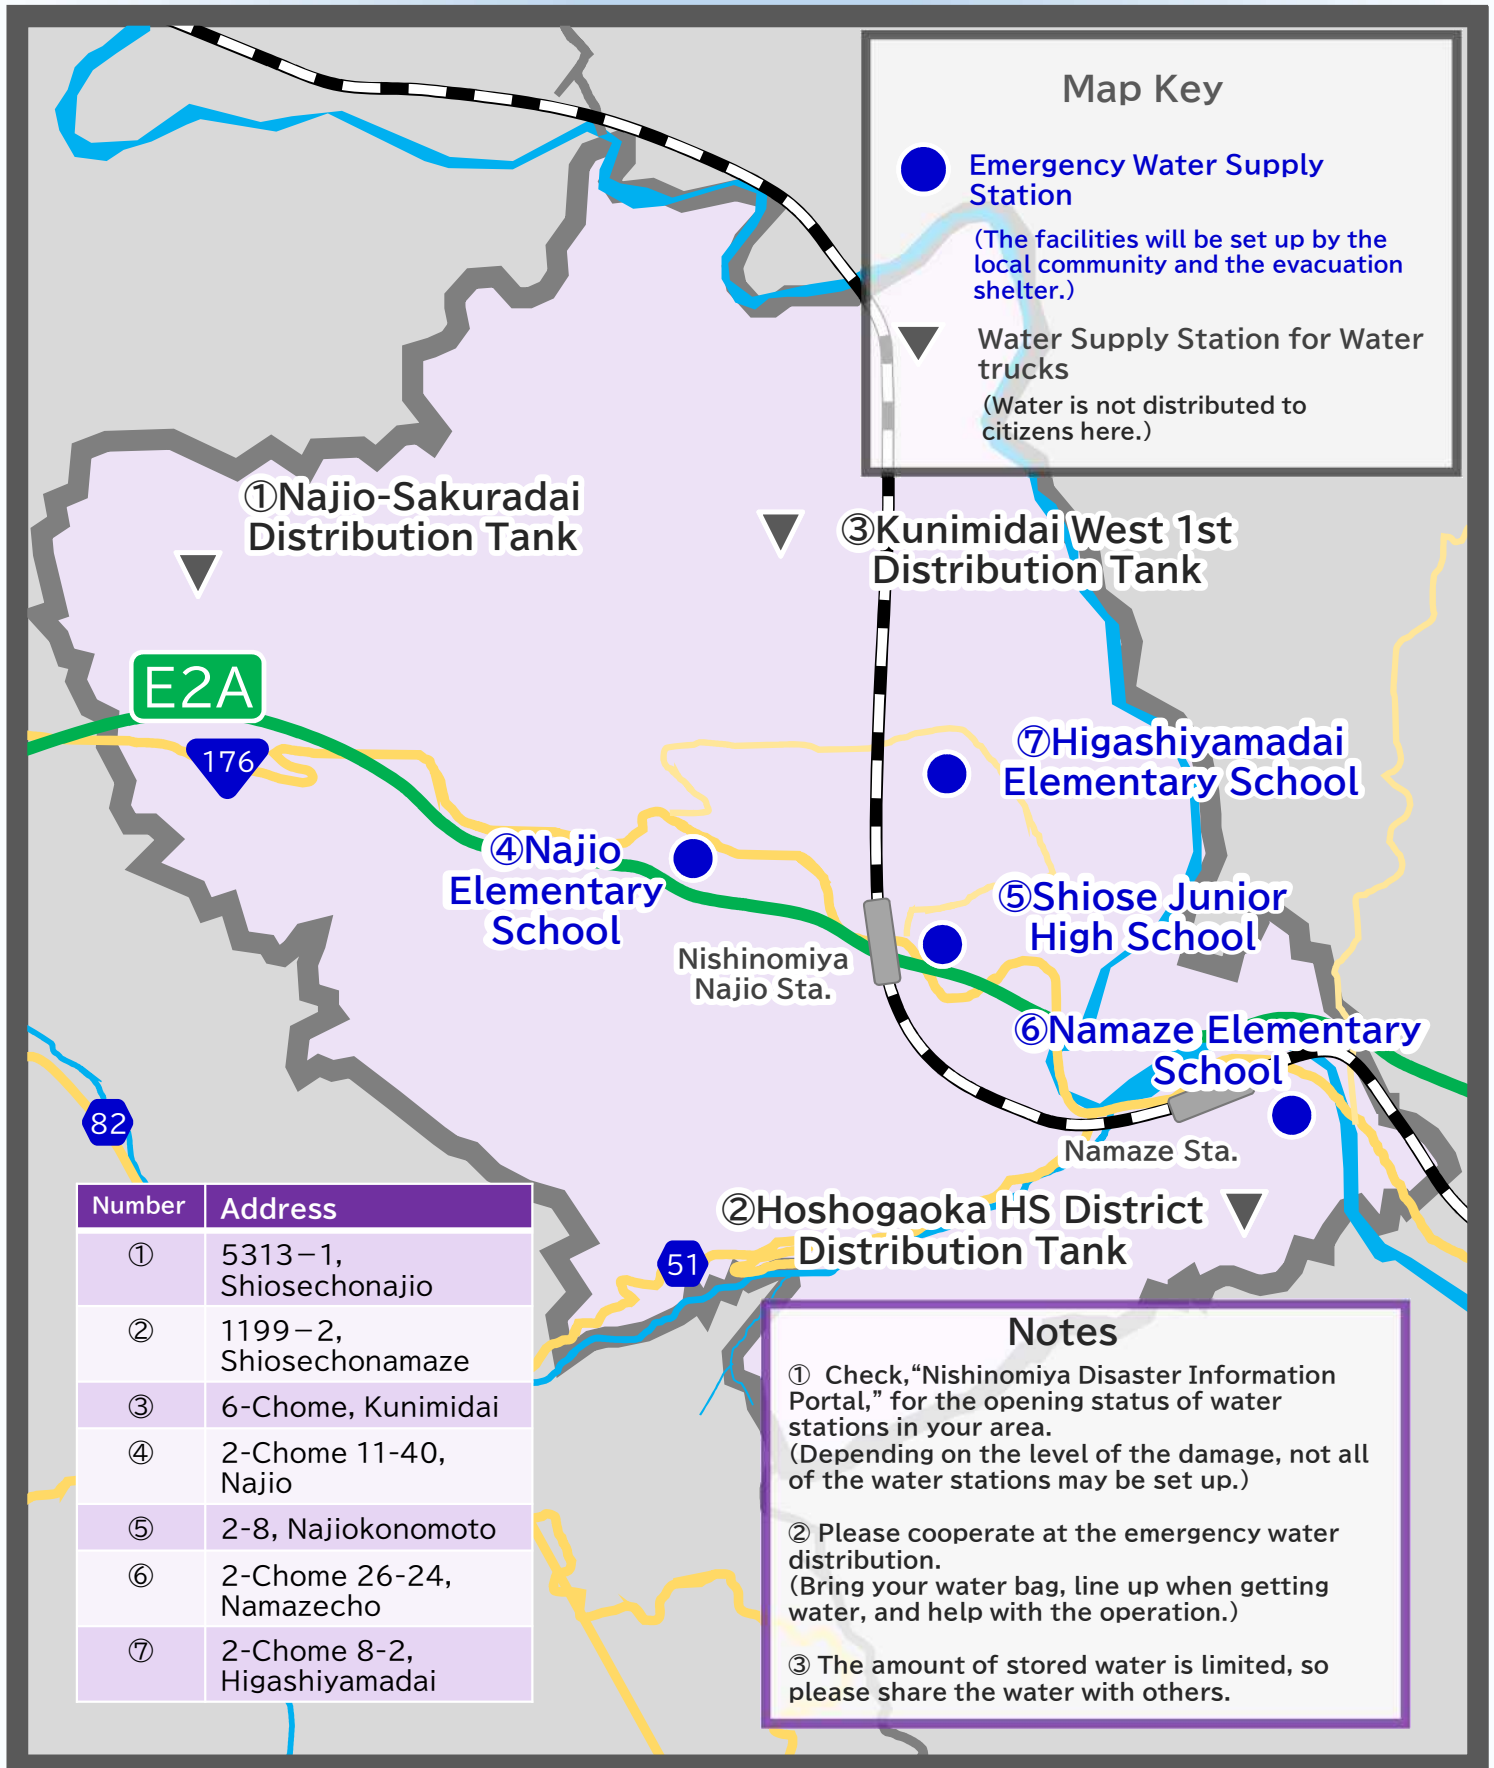 Map Key
Emergency Water Supply
Station
(The facilities will be set up by the
local community and the evacuation
shelter.)
Water Supply Station for Water
trucks
(Water is not distributed to
citizens here.)
①Najio-Sakuradai
Distribution Tank
③Kunimidai West 1st
Distribution Tank
E2A
176
⑦Higashiyamadai
Elementary School
④Najio
Elementary
School
⑤Shiose Junior
High School
Nishinomiya
Najio Sta.
⑥Namaze Elementary
School
82
Namaze Sta.
②Hoshogaoka HS District
Distribution Tank
51
Number Address
① 5313－1,
Shiosechonajio
② 1199－2,
Shiosechonamaze
③ 6-Chome, Kunimidai
④ 2-Chome 11-40,
Najio
⑤ 2-8, Najiokonomoto
⑥ 2-Chome 26-24,
Namazecho
⑦ 2-Chome 8-2,
Higashiyamadai
Notes
① Check,“Nishinomiya Disaster Information
Portal,” for the opening status of water
stations in your area.
(Depending on the level of the damage, not all
of the water stations may be set up.)
② Please cooperate at the emergency water
distribution.
(Bring your water bag, line up when getting
water, and help with the operation.)
③ The amount of stored water is limited, so
please share the water with others.